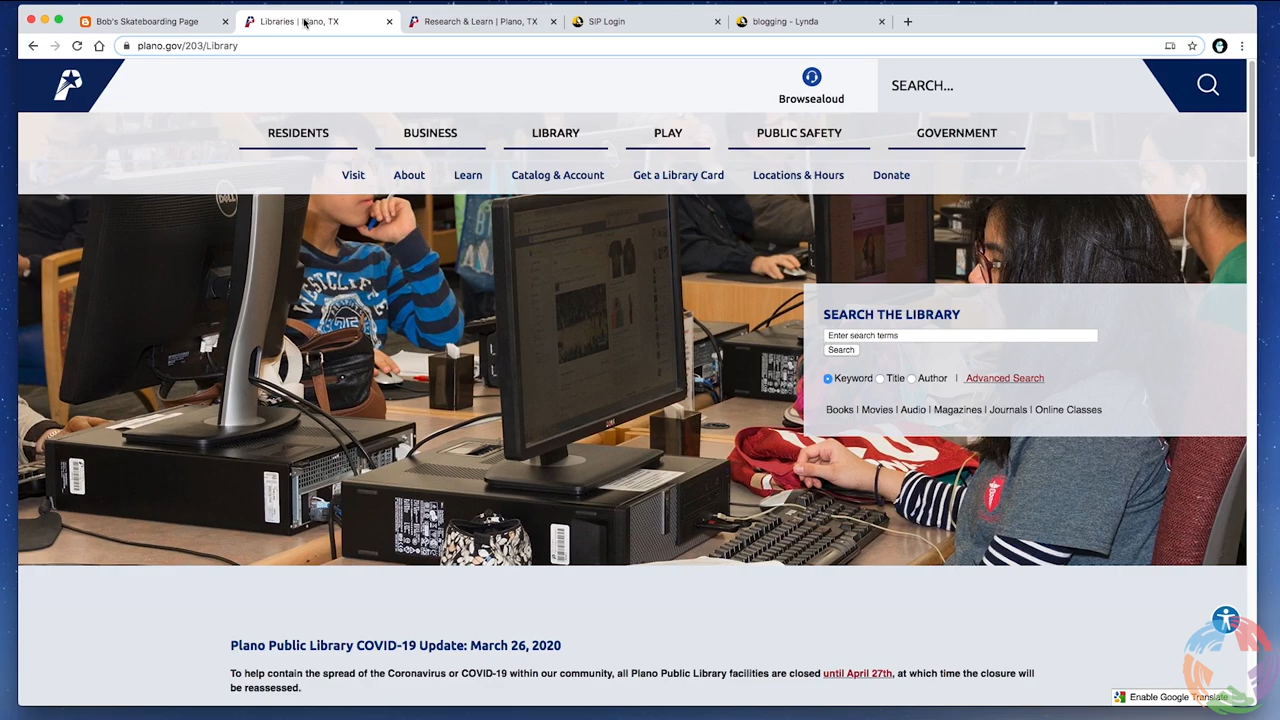 Bob's Skateboarding Page
Libraries | Plano, TX
Research & Learn | Plano, TX
SIP Login
blogging - Lynda
plano.gov/203/Library
Browsealoud
SEARCH...
RESIDENTS BUSINESS LIBRARY PLAY PUBLIC SAFETY GOVERNMENT
Visit About Learn Catalog & Account Get a Library Card Locations & Hours Donate
DELL
WESTCLIFF
SEARCH THE LIBRARY
Enter search terms
Search
Keyword Title Author | Advanced Search
Books | Movies | Audio | Magazines | Journals | Online Classes
Plano Public Library COVID-19 Update: March 26, 2020
To help contain the spread of the Coronavirus or COVID-19 within our community, all Plano Public Library facilities are closed until April 27th, at which time the closure will
be reassessed.
Enable Google Translate